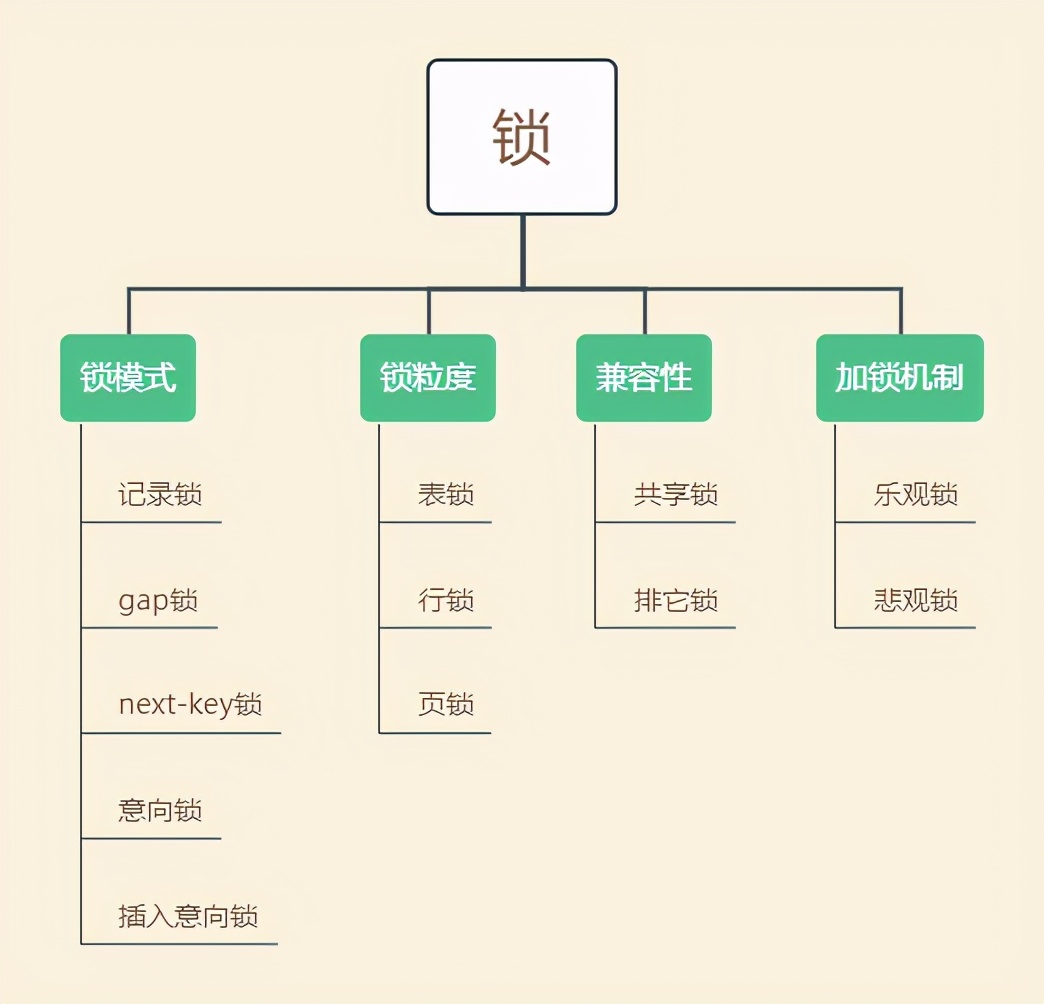 锁
锁模式
锁粒度
兼容性
加锁机制
记录锁
表锁
共享锁
乐观锁
gap锁
行锁
排它锁
悲观锁
next-key锁
页锁
意向锁
插入意向锁